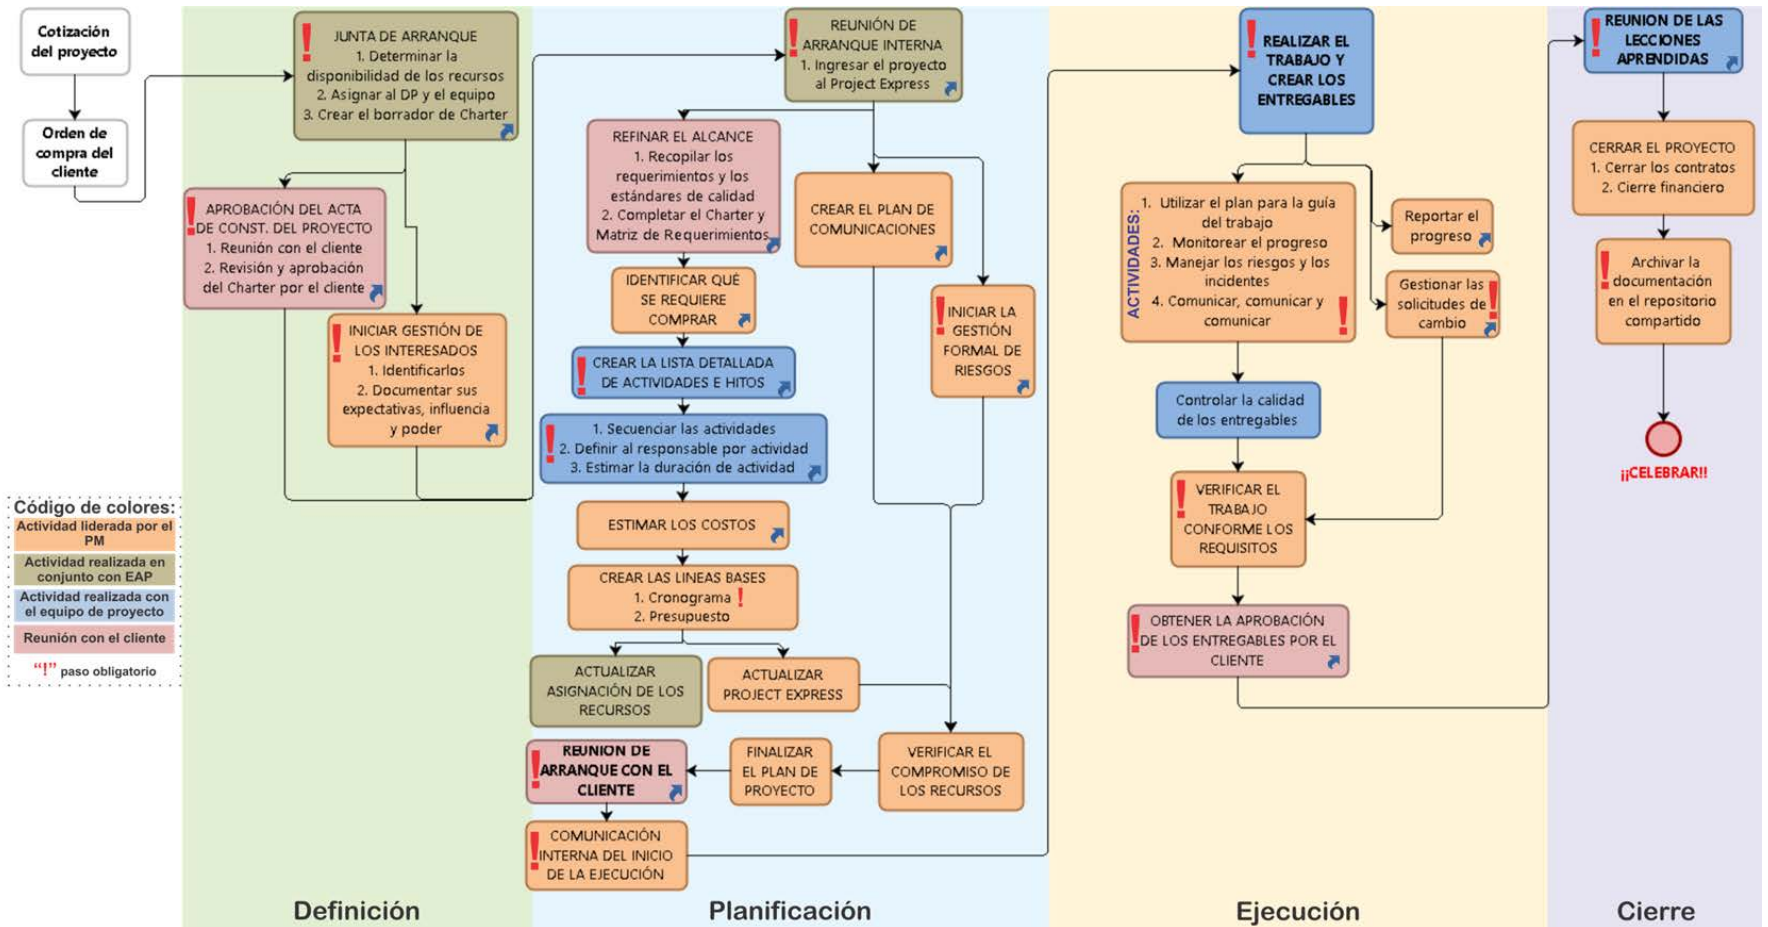 Cotización
del proyecto
Orden de
compra del
cliente
JUNTA DE ARRANQUE
1. Determinar la
disponibilidad de los recursos
2. Asignar al DP y el equipo
3. Crear el borrador de Charter
APROBACIÓN DEL ACTA
DE CONST. DEL PROYECTO
1. Reunión con el cliente
2. Revisión y aprobación
del Charter por el cliente
INICIAR GESTIÓN DE
LOS INTERESADOS
1. Identificarlos
2. Documentar sus
expectativas, influencia
y poder
Código de colores:
Actividad liderada por el
PM
Actividad realizada en
conjunto con EAP
Actividad realizada con
el equipo de proyecto
Reunión con el cliente
“!” paso obligatorio
Definición
REUNIÓN DE
ARRANQUE INTERNA
1. Ingresar el proyecto
al Project Express
REFINAR EL ALCANCE
1. Recopilar los
requerimientos y los
estándares de calidad
2. Completar el Charter y
Matriz de Requerimientos
CREAR EL PLAN DE
COMUNICACIONES
IDENTIFICAR QUÉ
SE REQUIERE
COMPRAR
INICIAR LA
GESTIÓN
FORMAL DE
RIESGOS
CREAR LA LISTA DETALLADA
DE ACTIVIDADES E HITOS
1. Secuenciar las actividades
2. Definir al responsable por actividad
3. Estimar la duración de actividad
ESTIMAR LOS COSTOS
CREAR LAS LINEAS BASES
1. Cronograma !
2. Presupuesto
ACTUALIZAR
ASIGNACIÓN DE LOS
RECURSOS
ACTUALIZAR
PROJECT EXPRESS
REUNION DE
ARRANQUE CON EL
CLIENTE
FINALIZAR
EL PLAN DE
PROYECTO
VERIFICAR EL
COMPROMISO DE
LOS RECURSOS
COMUNICACIÓN
INTERNA DEL INICIO
DE LA EJECUCIÓN
Planificación
REALIZAR EL
TRABAJO Y
CREAR LOS
ENTREGABLES
ACTIVIDADES:
1. Utilizar el plan para la guía
del trabajo
2. Monitorear el progreso
3. Manejar los riesgos y los
incidentes
4. Comunicar, comunicar y
comunicar
Reportar el
progreso
Gestionar las
solicitudes de
cambio
Controlar la calidad
de los entregables
VERIFICAR EL
TRABAJO
CONFORME LOS
REQUISITOS
OBTENER LA APROBACIÓN
DE LOS ENTREGABLES POR EL
CLIENTE
Ejecución
REUNION DE LAS
LECCIONES
APRENDIDAS
CERRAR EL PROYECTO
1. Cerrar los contratos
2. Cierre financiero
Archivar la
documentación
en el repositorio
compartido
¡¡CELEBRAR!!
Cierre